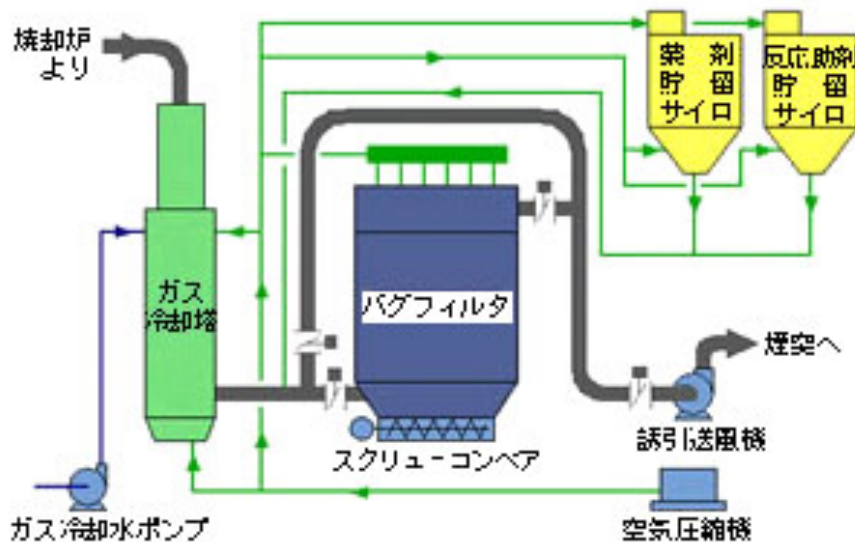 焼却炉
より
薬剤
貯留
サイロ
反応助剤
貯留
サイロ
ガス
冷却塔
バグフィルタ
煙突へ
誘引送風機
スクリューコンベア
ガス冷却水ポンプ
空気圧縮機